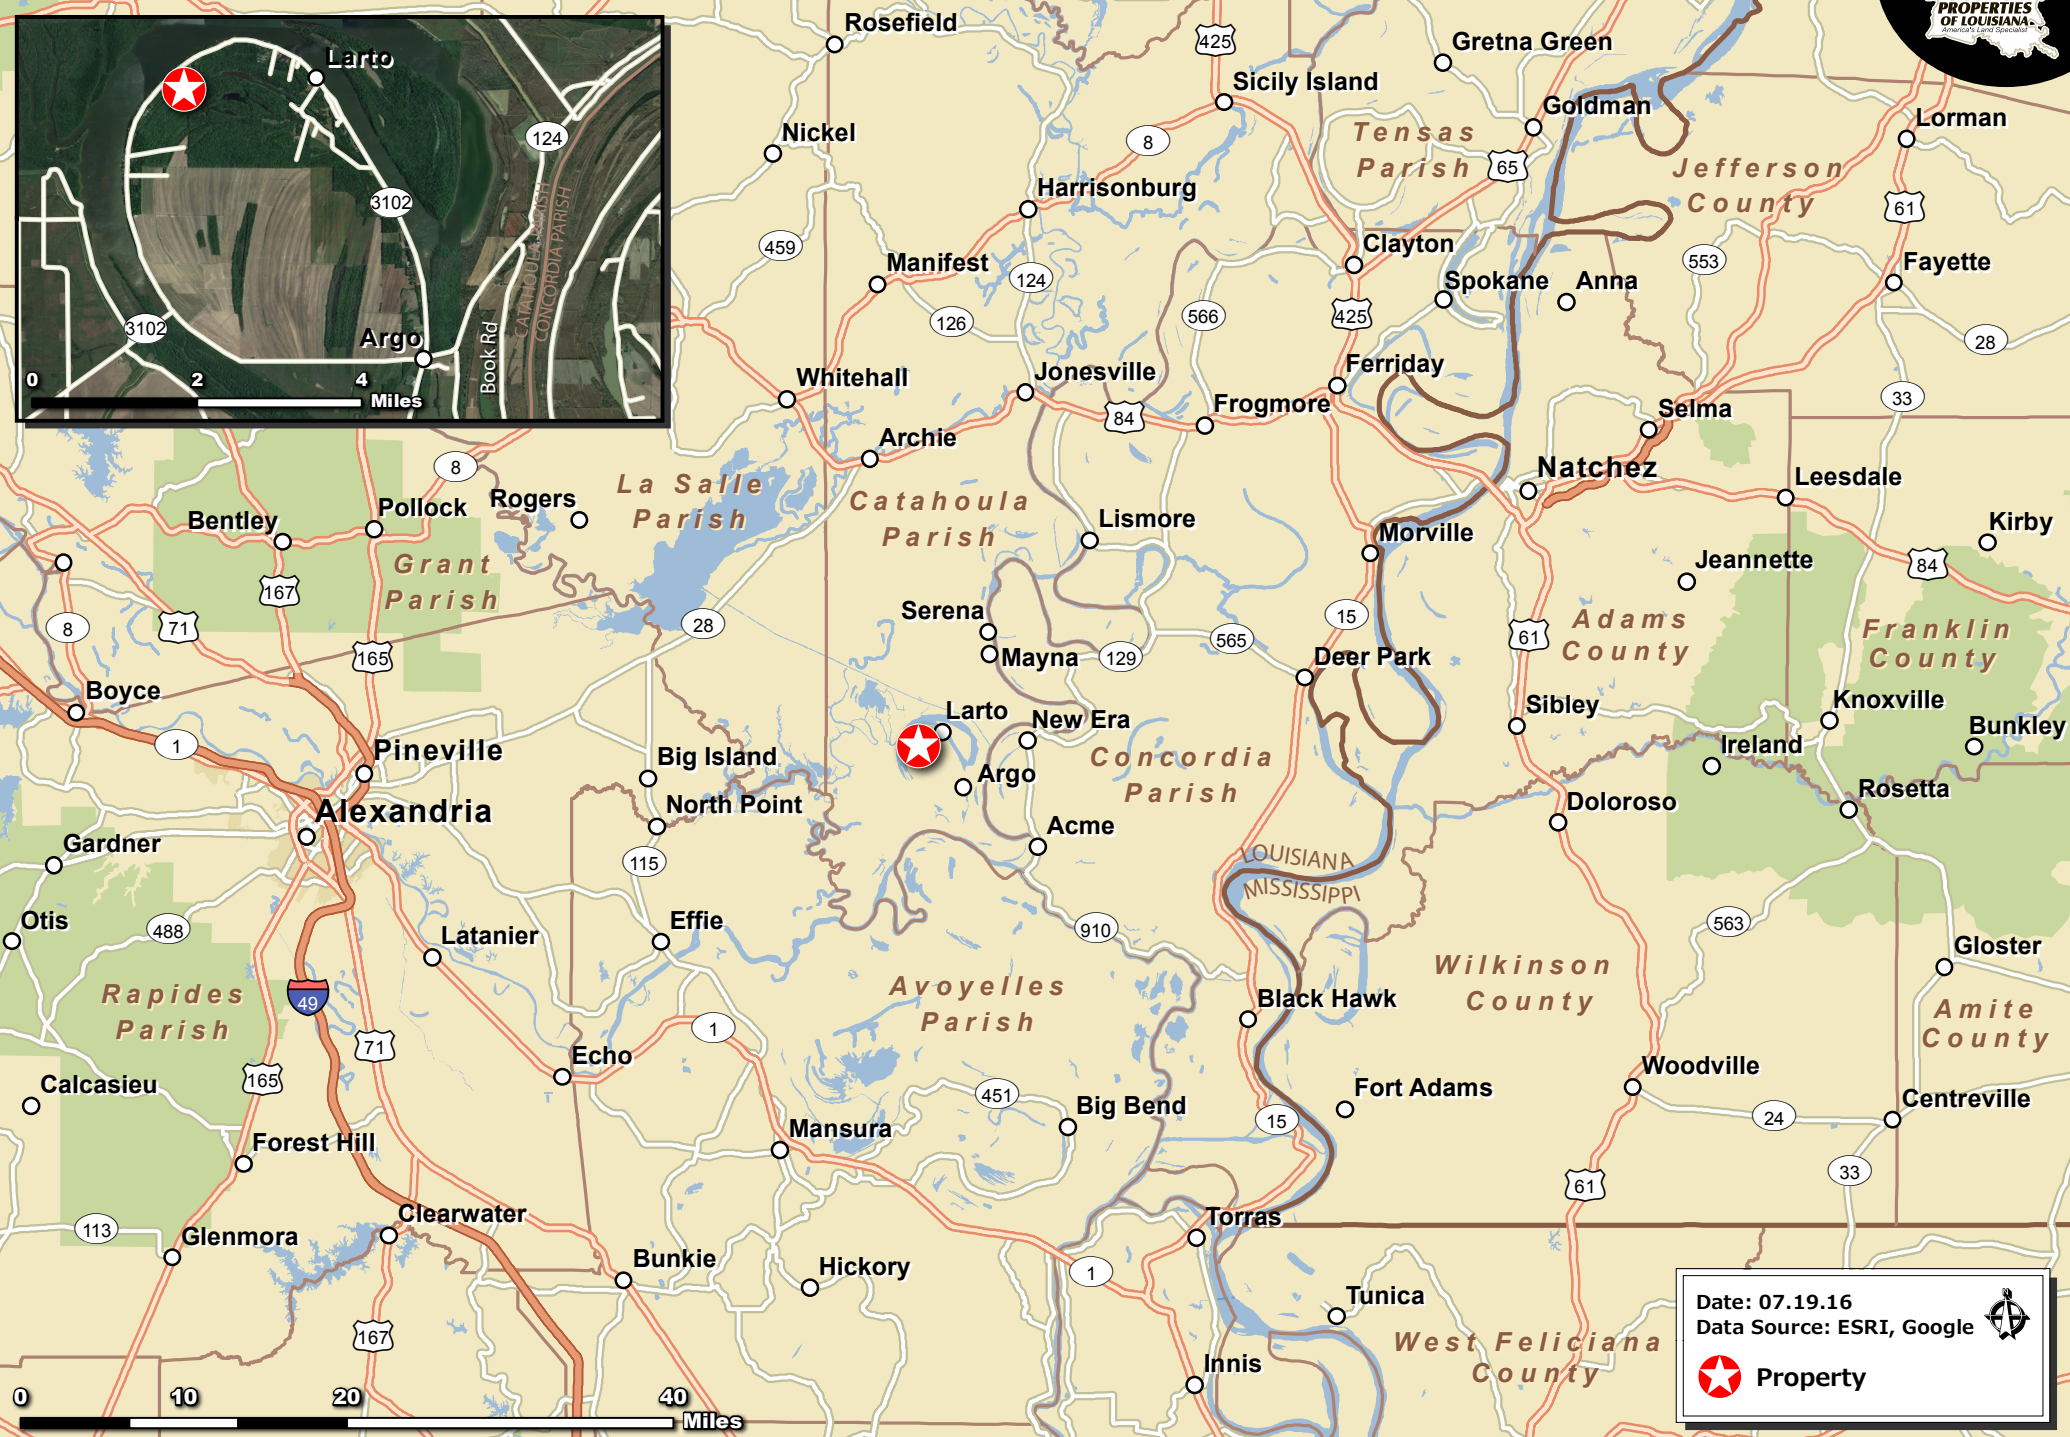 PROPERTIES
OF LOUISIANA
America's Land Specialist
Larto
124
3102
CATAHOULA PARISH
CONCORDIA PARISH
3102
Argo
Book Rd
0 2 4
Miles
Rosefield
425
Gretna Green
Sicily Island
Goldman
Nickel
8
Tensas
Parish
65
Lorman
Jefferson
County
Harrisonburg
61
459
Manifest
124
Clayton
553
Fayette
Spokane
Anna
126
566
425
28
Whitehall
Jonesville
Ferriday
33
84
Frogmore
Selma
Archie
8
La Salle
Parish
Natchez
Leesdale
Rogers
Catahoula
Parish
Pollock
Bentley
Lismore
Kirby
Morville
Grant
Parish
Jeannette
84
167
8
71
28
Serena
15
Adams
County
61
Franklin
County
165
Mayna
129
565
Deer Park
Boyce
Larto
New Era
Sibley
Knoxville
Bunkley
1
Pineville
Big Island
Concordia
Parish
Ireland
Argo
Rosetta
Alexandria
North Point
Doloroso
Acme
Gardner
115
LOUISIANA
MISSISSIPPI
Otis
488
Latanier
Effie
910
563
Gloster
Rapides
Parish
49
Avoyelles
Parish
Wilkinson
County
Black Hawk
Amite
County
1
71
Echo
165
Calcasieu
451
Big Bend
Fort Adams
Woodville
Centreville
24
15
Mansura
Forest Hill
33
61
Clearwater
113
Glenmora
Torras
Bunkie
Hickory
1
Tunica
167
West Feliciana
County
Innis
Date: 07.19.16
Data Source: ESRI, Google
Property
0 10 20 40
Miles